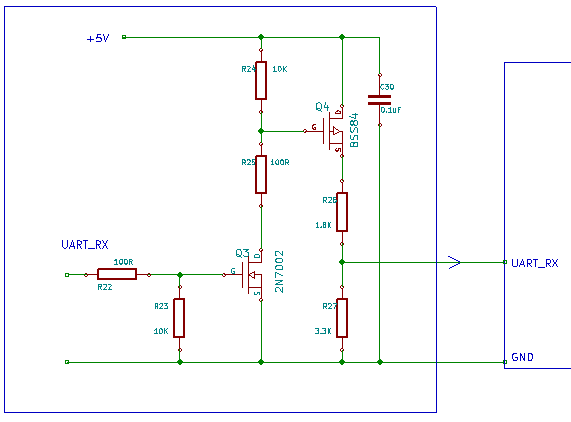 +5V
R24 10K
C30
0.1uF
Q4
D
G
S
BSS84
R25 100R
R26
1.8K
UART_RX
100R
R22
Q3
D
G
S
2N7002
UART_RX
R23
10K
R27
3.3K
GND